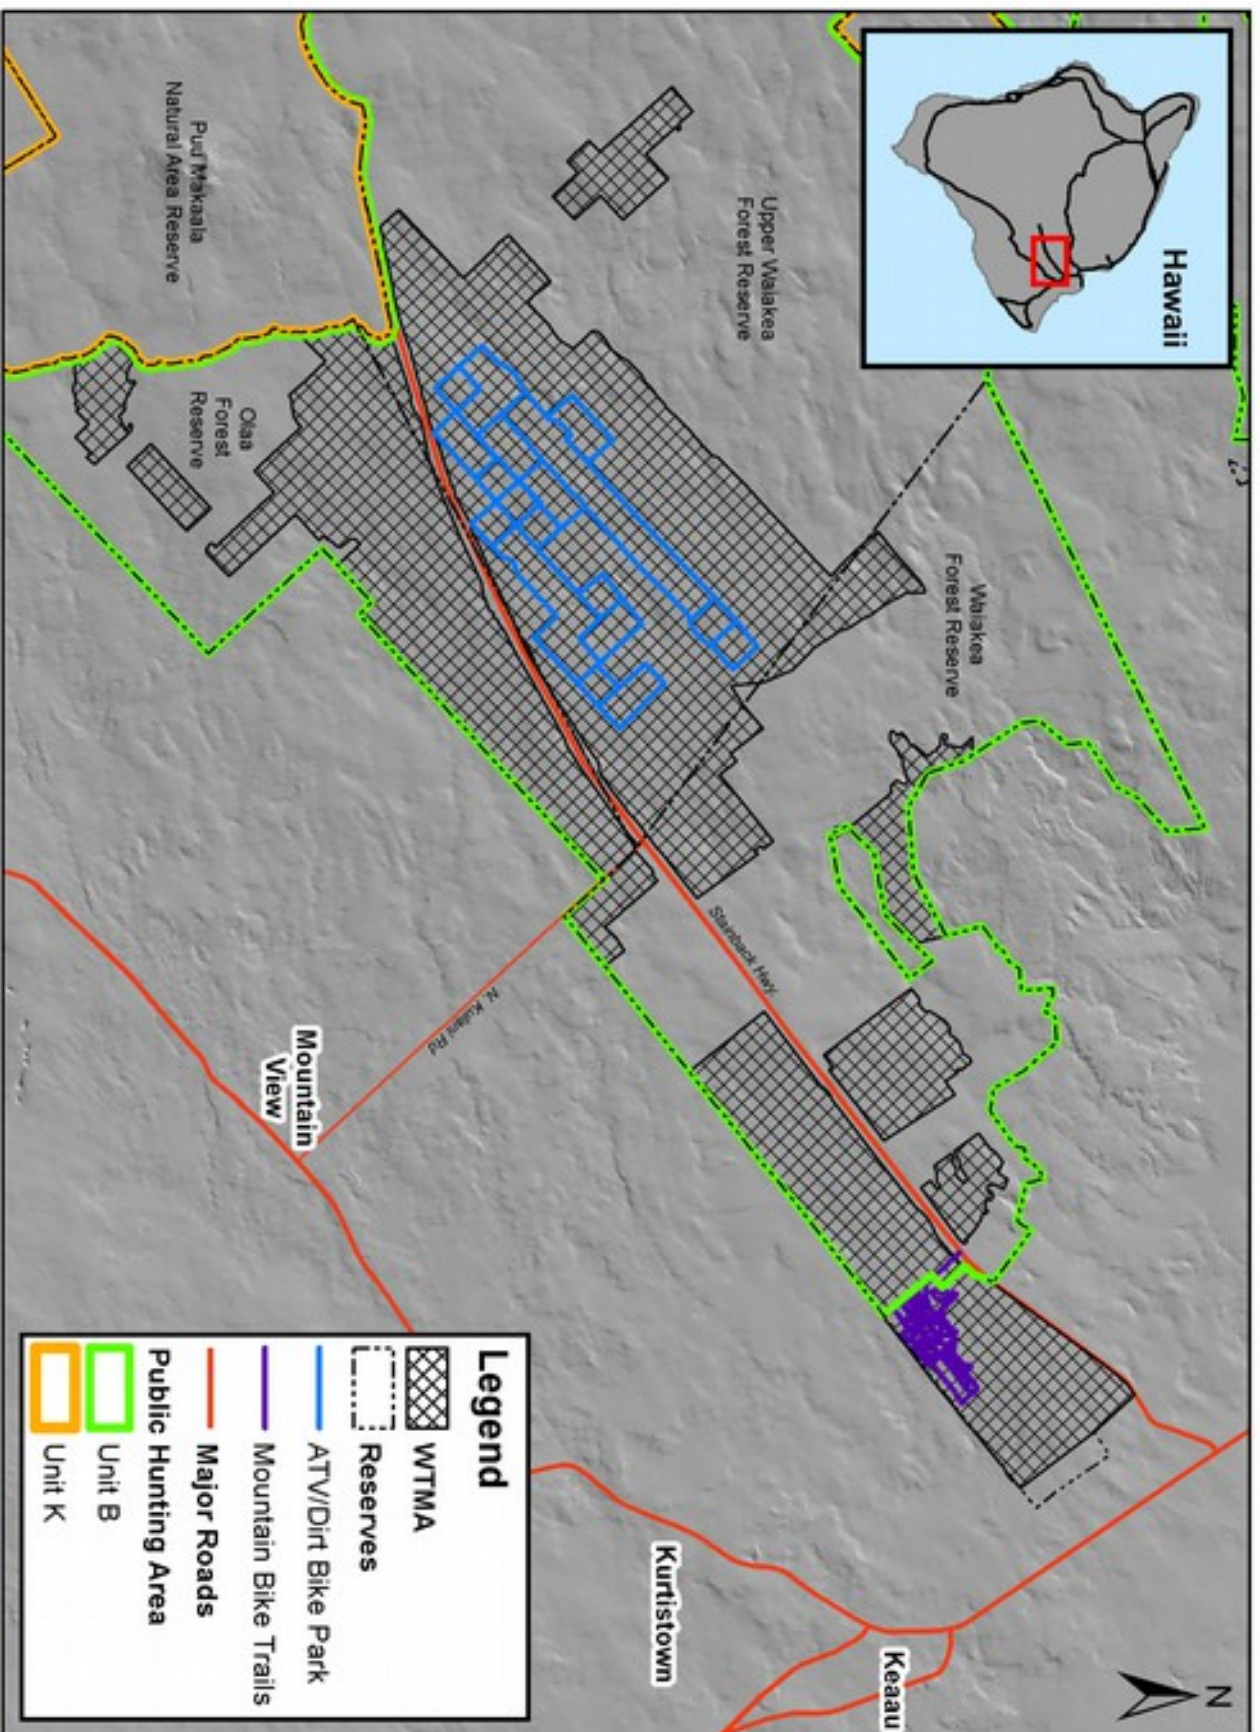 Hawaii
N
Upper Waiakea
Forest Reserve
Waiakea
Forest Reserve
Puu Makaala
Natural Area Reserve
Olaa
Forest
Reserve
Stainback Hwy.
N. Kulani Rd
Mountain
View
Kurtistown
Keaau
Legend
WTMA
Reserves
ATV/Dirt Bike Park
Mountain Bike Trails
Major Roads
Public Hunting Area
Unit B
Unit K